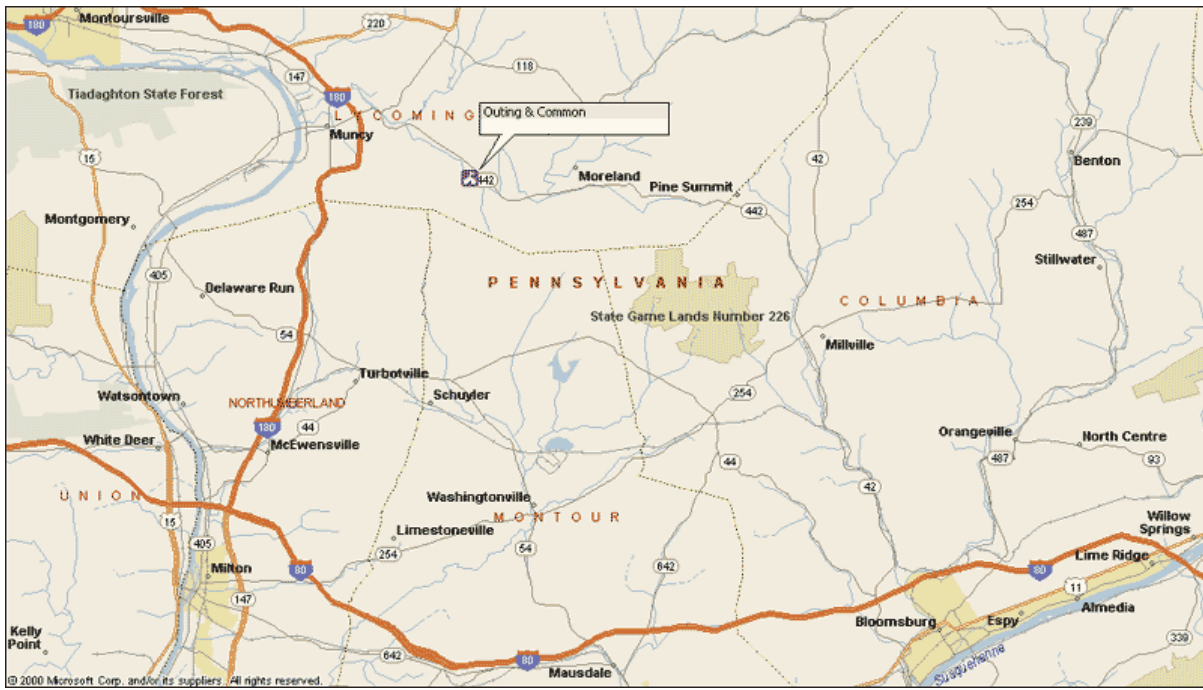 180
Montoursville
220
147
118
Tiadaghton State Forest
180
LYCOMING
Outing & Common
Muncy
239
15
42
Benton
442
Moreland
Pine Summit
254
Montgomery
442
487
405
Stillwater
Delaware Run
PENNSYLVANIA
COLUMBIA
State Game Lands Number 226
54
Millville
Turbotville
Watsontown
NORTHUMBERLAND
Schuyler
254
180
44
White Deer
McEwensville
Orangeville
North Centre
487
93
44
UNION
Washingtonville
42
MONTOUR
15
Willow
Springs
Limestoneville
405
254
54
Lime Ridge
Milton
80
642
80
11
147
Almedia
Bloomsburg
Espy
Kelly
Point
339
642
80
Mausdale
Susquehanna
© 2000 Microsoft Corp. and/or its suppliers. All rights reserved.